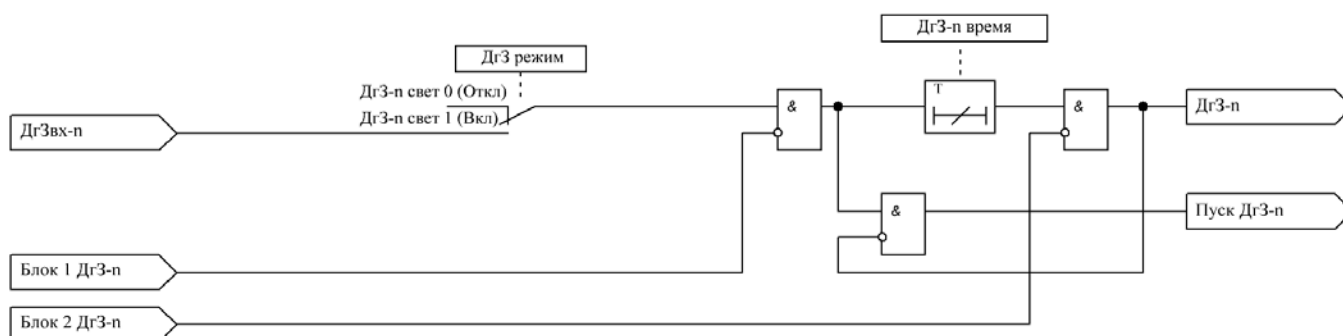 ДгЗ-n время
ДгЗ режим
ДгЗ-n свет 0 (Откл)
ДгЗ-n свет 1 (Вкл)
ДгЗвх-n
&
T
&
ДгЗ-n
&
Пуск ДгЗ-n
Блок 1 ДгЗ-n
Блок 2 ДгЗ-n